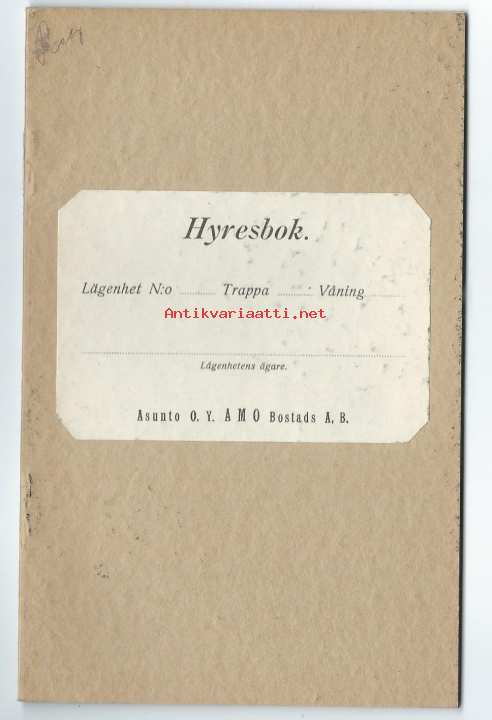 Hyresbok.
Lägenhet N:o ........ Trappa ........ Våning ........
Antikvariaatti.net
Lägenhetens ägare.
Asunto O. Y. AMO Bostads A. B.